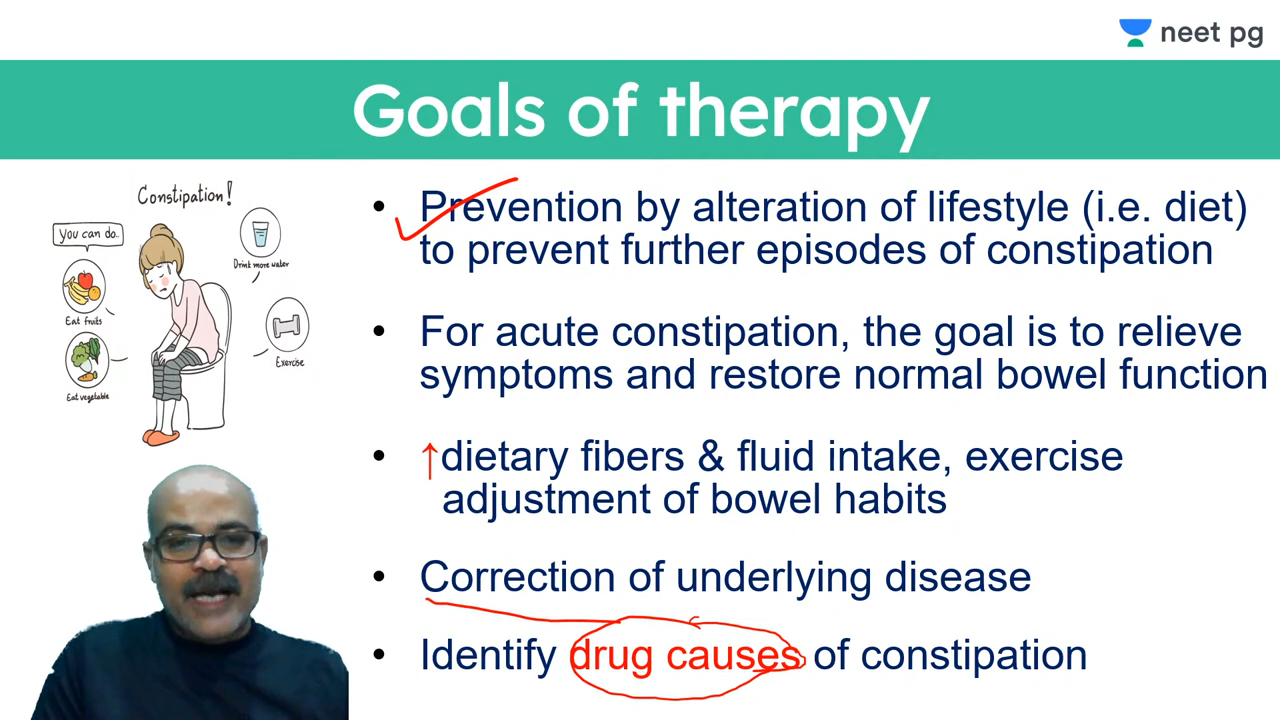 neet pg
Goals of therapy
Constipation!
You can do..
Drink more water
Eat fruits
Exercise
Eat vegetable
• Prevention by alteration of lifestyle (i.e. diet)
to prevent further episodes of constipation
• For acute constipation, the goal is to relieve
symptoms and restore normal bowel function
• ↑dietary fibers & fluid intake, exercise
adjustment of bowel habits
• Correction of underlying disease
• Identify drug causes of constipation